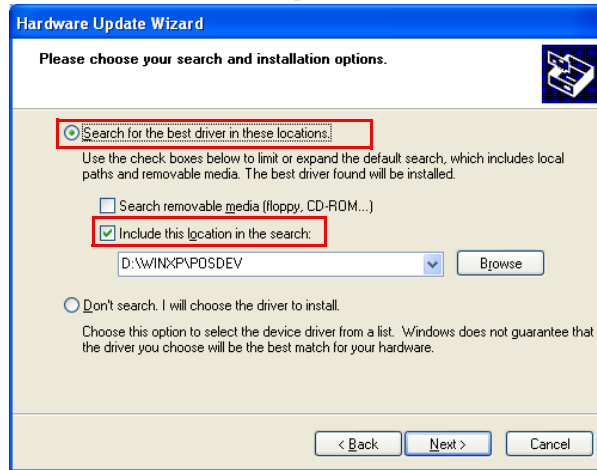 Hardware Update Wizard
Please choose your search and installation options.
Search for the best driver in these locations.
Use the check boxes below to limit or expand the default search, which includes local
paths and removable media. The best driver found will be installed.
Search removable media (floppy, CD-ROM...)
Include this location in the search:
D:\WINXP\POSDEV
Browse
Don't search. I will choose the driver to install.
Choose this option to select the device driver from a list. Windows does not guarantee that
the driver you choose will be the best match for your hardware.
< Back Next > Cancel